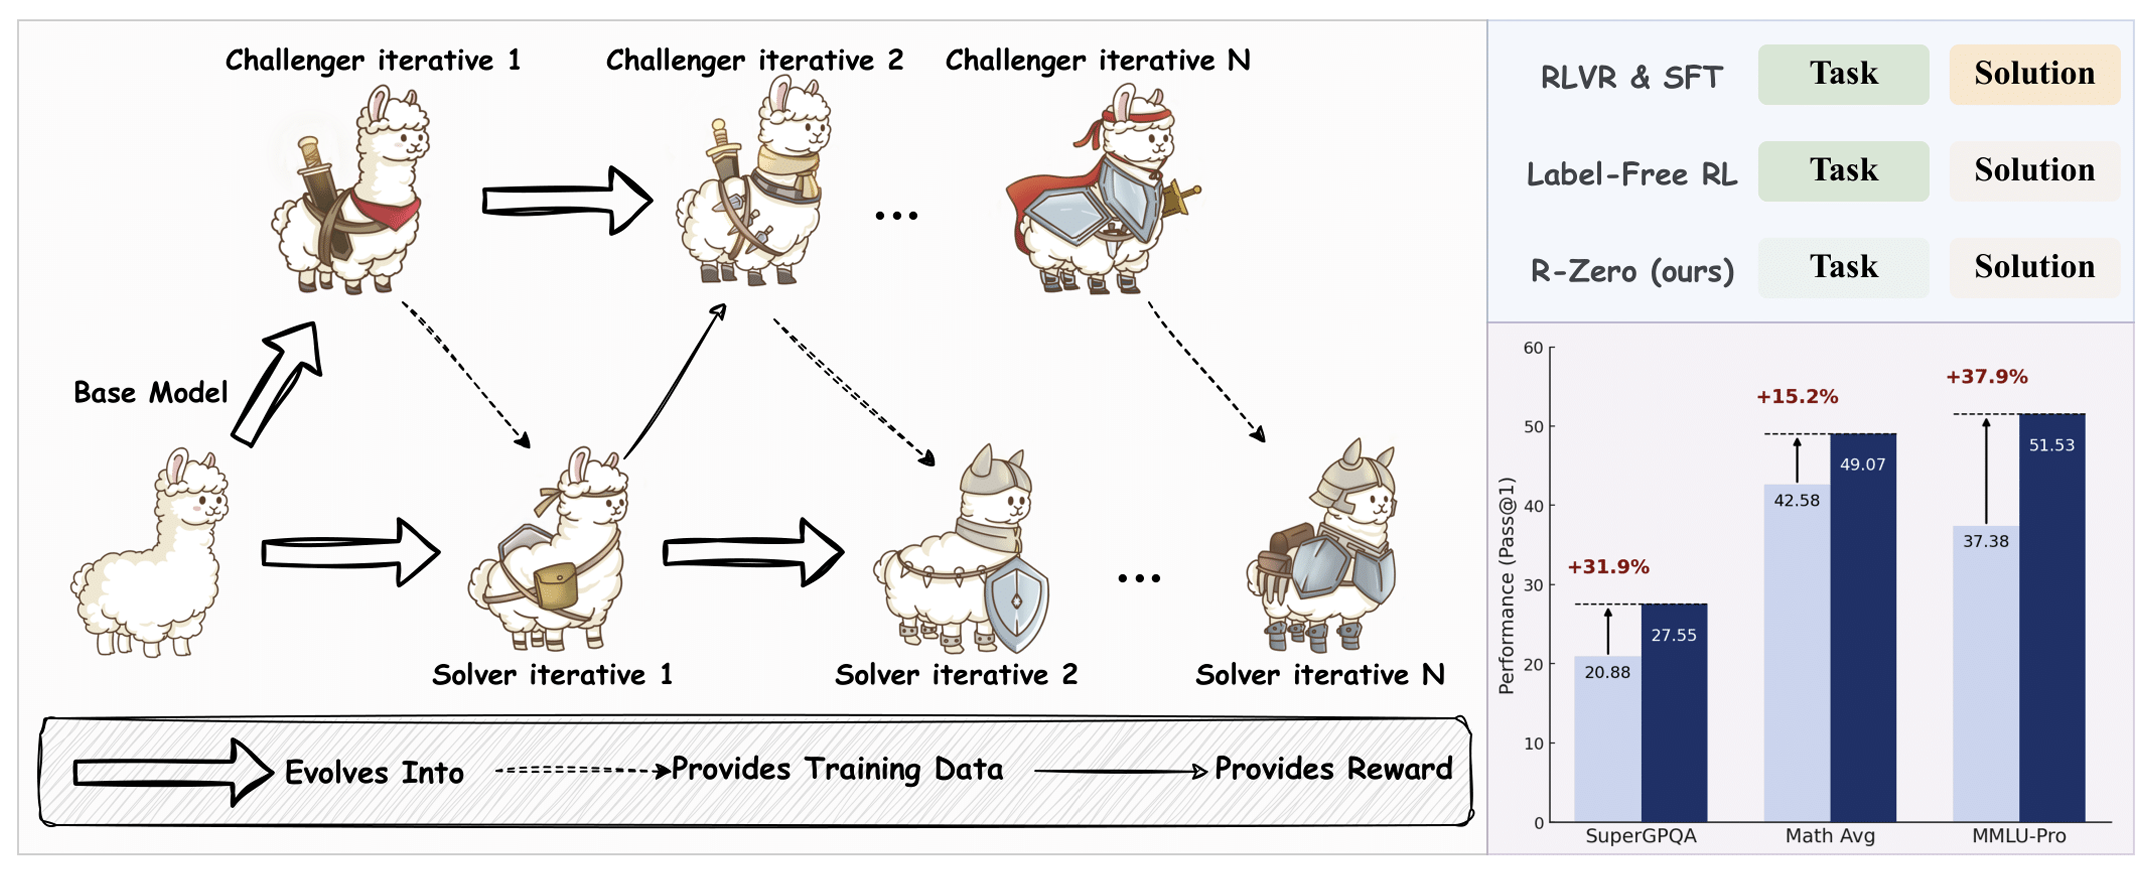 Challenger iterative 1
Challenger iterative 2
Challenger iterative N
...
Base Model
...
Solver iterative 1
Solver iterative 2
Solver iterative N
Evolves Into
Provides Training Data
Provides Reward
RLVR & SFT Task Solution
Label-Free RL Task Solution
R-Zero (ours) Task Solution
Performance (Pass@1)
60
50
40
30
20
10
0
+31.9%
20.88
27.55
+15.2%
42.58
49.07
+37.9%
37.38
51.53
SuperGPQA
Math Avg
MMLU-Pro